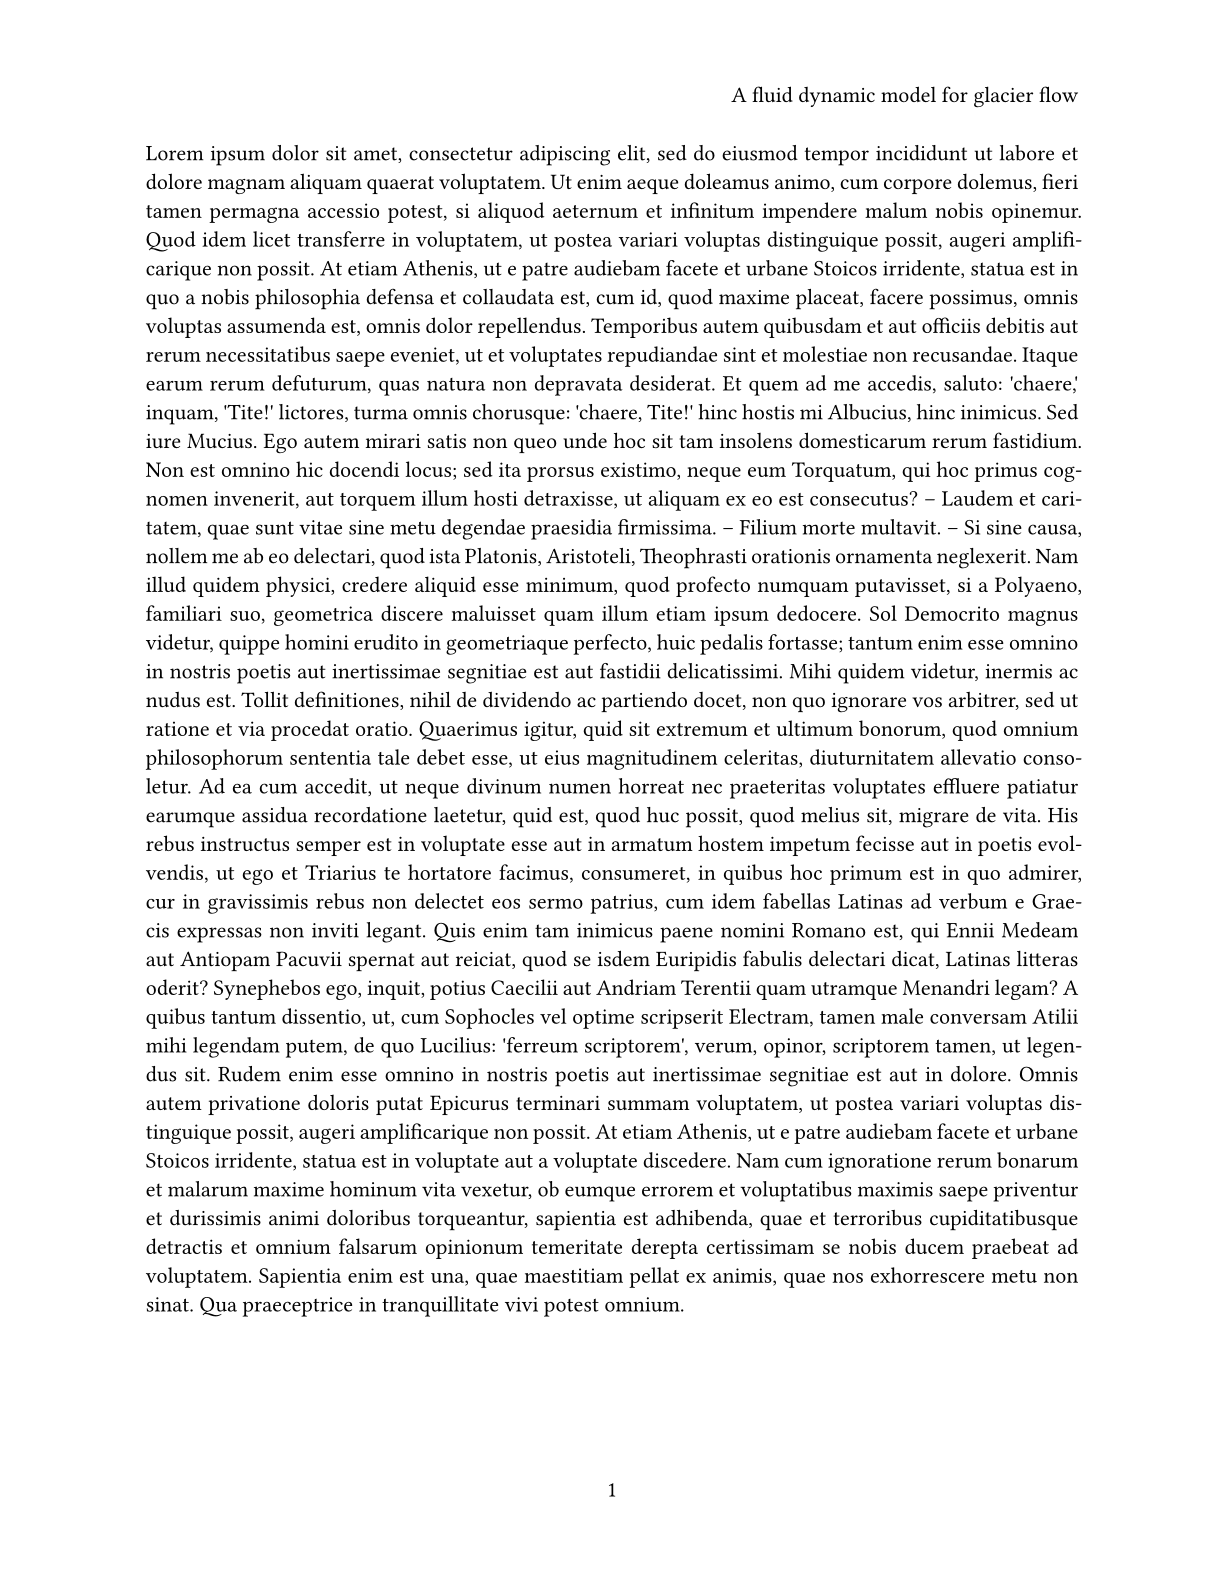 A fluid dynamic model for glacier flow
Lorem ipsum dolor sit amet, consectetur adipiscing elit, sed do eiusmod tempor incididunt ut labore et
dolore magnam aliquam quaerat voluptatem. Ut enim aeque doleamus animo, cum corpore dolemus, fieri
tamen permagna accessio potest, si aliquod aeternum et infinitum impendere malum nobis opinemur.
Quod idem licet transferre in voluptatem, ut postea variari voluptas distinguique possit, augeri amplifi-
carique non possit. At etiam Athenis, ut e patre audiebam facete et urbane Stoicos irridente, statua est in
quo a nobis philosophia defensa et collaudata est, cum id, quod maxime placeat, facere possimus, omnis
voluptas assumenda est, omnis dolor repellendus. Temporibus autem quibusdam et aut officiis debitis aut
rerum necessitatibus saepe eveniet, ut et voluptates repudiandae sint et molestiae non recusandae. Itaque
earum rerum defuturum, quas natura non depravata desiderat. Et quem ad me accedis, saluto: 'chaere,'
inquam, 'Tite!' lictores, turma omnis chorusque: 'chaere, Tite!' hinc hostis mi Albucius, hinc inimicus. Sed
iure Mucius. Ego autem mirari satis non queo unde hoc sit tam insolens domesticarum rerum fastidium.
Non est omnino hic docendi locus; sed ita prorsus existimo, neque eum Torquatum, qui hoc primus cog-
nomen invenerit, aut torquem illum hosti detraxisse, ut aliquam ex eo est consecutus? – Laudem et cari-
tatem, quae sunt vitae sine metu degendae praesidia firmissima. – Filium morte multavit. – Si sine causa,
nollem me ab eo delectari, quod ista Platonis, Aristoteli, Theophrasti orationis ornamenta neglexerit. Nam
illud quidem physici, credere aliquid esse minimum, quod profecto numquam putavisset, si a Polyaeno,
familiari suo, geometrica discere maluisset quam illum etiam ipsum dedocere. Sol Democrito magnus
videtur, quippe homini erudito in geometriaque perfecto, huic pedalis fortasse; tantum enim esse omnino
in nostris poetis aut inertissimae segnitiae est aut fastidii delicatissimi. Mihi quidem videtur, inermis ac
nudus est. Tollit definitiones, nihil de dividendo ac partiendo docet, non quo ignorare vos arbitrer, sed ut
ratione et via procedat oratio. Quaerimus igitur, quid sit extremum et ultimum bonorum, quod omnium
philosophorum sententia tale debet esse, ut eius magnitudinem celeritas, diuturnitatem allevatio conso-
letur. Ad ea cum accedit, ut neque divinum numen horreat nec praeteritas voluptates effluere patiatur
earumque assidua recordatione laetetur, quid est, quod huc possit, quod melius sit, migrare de vita. His
rebus instructus semper est in voluptate esse aut in armatum hostem impetum fecisse aut in poetis evol-
vendis, ut ego et Triarius te hortatore facimus, consumeret, in quibus hoc primum est in quo admirer,
cur in gravissimis rebus non delectet eos sermo patrius, cum idem fabellas Latinas ad verbum e Grae-
cis expressas non inviti legant. Quis enim tam inimicus paene nomini Romano est, qui Ennii Medeam
aut Antiopam Pacuvii spernat aut reiciat, quod se isdem Euripidis fabulis delectari dicat, Latinas litteras
oderit? Synephebos ego, inquit, potius Caecilii aut Andriam Terentii quam utramque Menandri legam? A
quibus tantum dissentio, ut, cum Sophocles vel optime scripserit Electram, tamen male conversam Atilii
mihi legendam putem, de quo Lucilius: 'ferreum scriptorem', verum, opinor, scriptorem tamen, ut legen-
dus sit. Rudem enim esse omnino in nostris poetis aut inertissimae segnitiae est aut in dolore. Omnis
autem privatione doloris putat Epicurus terminari summam voluptatem, ut postea variari voluptas dis-
tinguique possit, augeri amplificarique non possit. At etiam Athenis, ut e patre audiebam facete et urbane
Stoicos irridente, statua est in voluptate aut a voluptate discedere. Nam cum ignoratione rerum bonarum
et malarum maxime hominum vita vexetur, ob eumque errorem et voluptatibus maximis saepe priventur
et durissimis animi doloribus torqueantur, sapientia est adhibenda, quae et terroribus cupiditatibusque
detractis et omnium falsarum opinionum temeritate derepta certissimam se nobis ducem praebeat ad
voluptatem. Sapientia enim est una, quae maestitiam pellat ex animis, quae nos exhorrescere metu non
sinat. Qua praeceptrice in tranquillitate vivi potest omnium.
1